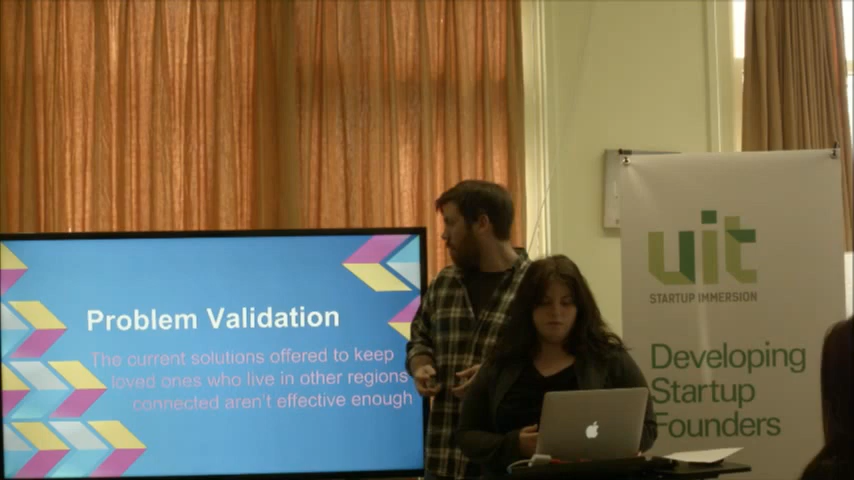 Problem Validation
The current solutions offered to keep
loved ones who live in other regions
connected aren't effective enough
uit
STARTUP IMMERSION
Developing
Startup
Founders